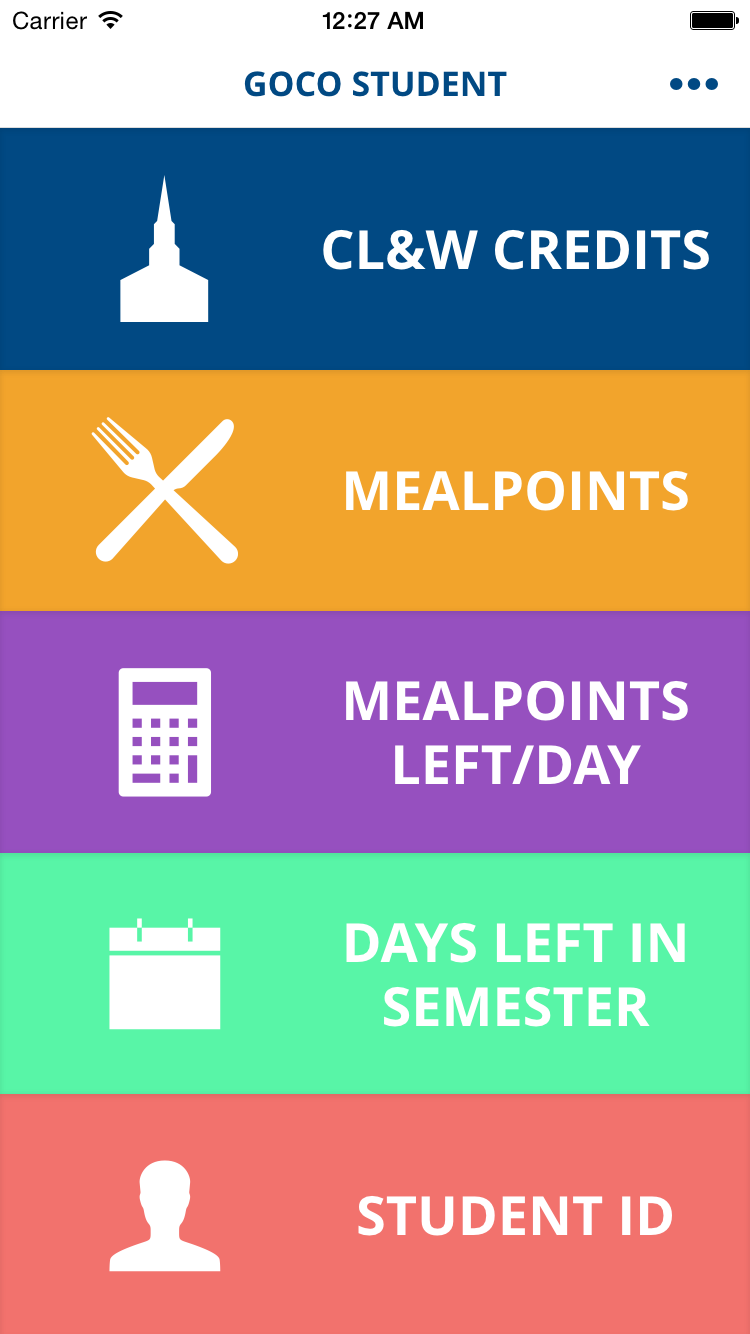 Carrier 12:27 AM
GOCO STUDENT
CL&W CREDITS
MEALPOINTS
MEALPOINTS
LEFT/DAY
DAYS LEFT IN
SEMESTER
STUDENT ID